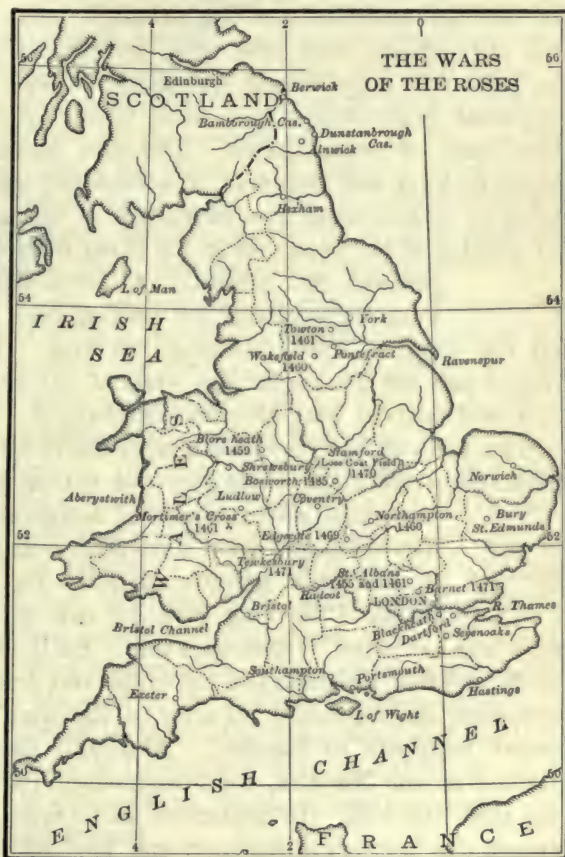 4
2
0
56
56
THE WARS
OF THE ROSES
Edinburgh
SCOTLAND
Berwick
Bamborough Cas.
Dunstanbrough
Cas.
lnwick
Hexham
I. of Man
54
54
IRISH
SEA
York
Towton
1461
Wakefield
1460
Pontefract
Ravenspur
WALES
Blore heath
1459
Stamford
Lose Coat Field
1470
Shrewsbury
Bosworth 1485
Norwich
Aberystwith
Ludlow
Coventry
Mortimer's Cross
1461
Northampton
1460
Bury
St. Edmunds
52
Edgcote 1469
52
Tewkesbury
1471
St. Albans
1455 and 1461
Barnet 1471
Radcot
LONDON
R. Thames
Bristol
Blackheath
Dartford
Sevenoaks
Bristol Channel
Southampton
Portsmouth
Exeter
Hastings
I. of Wight
50
50
ENGLISH CHANNEL
4
2
FRANCE